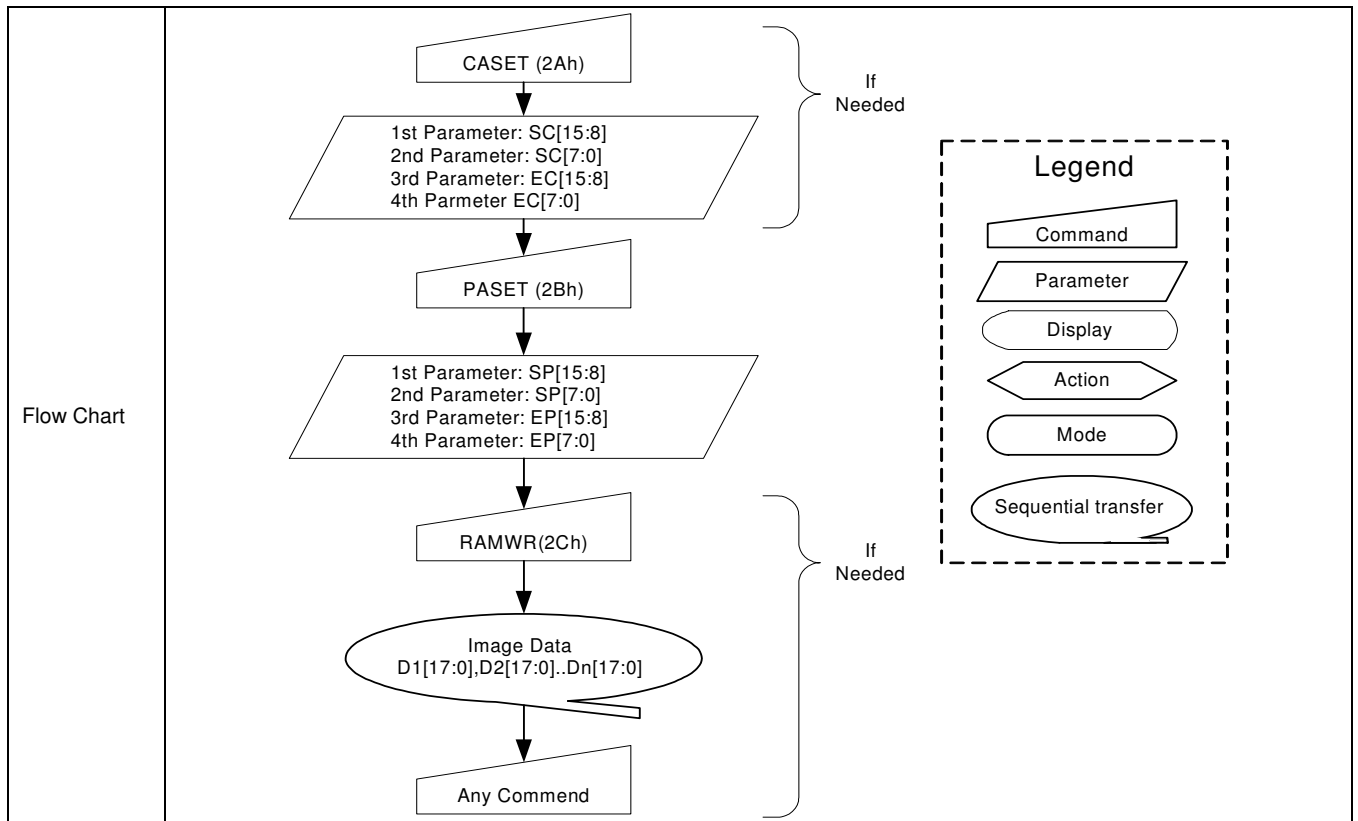 Flow Chart
CASET (2Ah)
If
Needed
1st Parameter: SC[15:8]
2nd Parameter: SC[7:0]
3rd Parameter: EC[15:8]
4th Parmeter EC[7:0]
PASET (2Bh)
1st Parameter: SP[15:8]
2nd Parameter: SP[7:0]
3rd Parameter: EP[15:8]
4th Parameter: EP[7:0]
RAMWR(2Ch)
If
Needed
Image Data
D1[17:0],D2[17:0]..Dn[17:0]
Any Commend
Legend
Command
Parameter
Display
Action
Mode
Sequential transfer